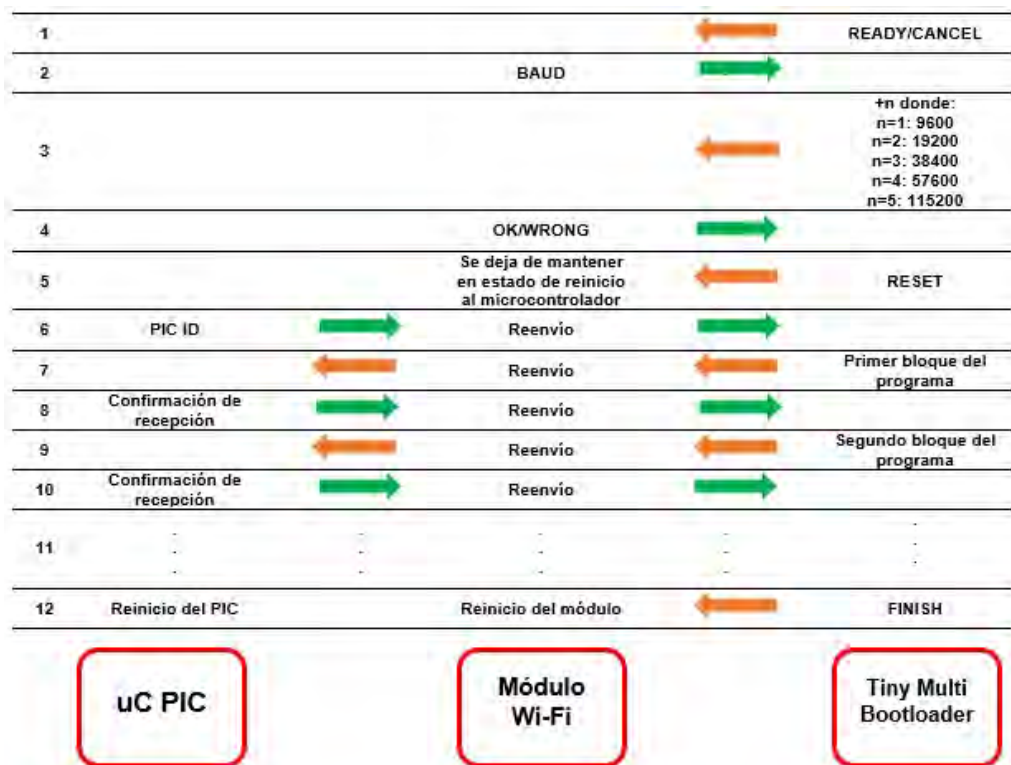 1 READY/CANCEL
2 BAUD
3
+n donde:
n=1: 9600
n=2: 19200
n=3: 38400
n=4: 57600
n=5: 115200
4 OK/WRONG
5
Se deja de mantener
en estado de reinicio
al microcontrolador
RESET
6 PIC ID Reenvío
7 Reenvío
Primer bloque del
programa
8
Confirmación de
recepción
Reenvío
9 Reenvío
Segundo bloque del
programa
10
Confirmación de
recepción
Reenvío
11
12 Reinicio del PIC Reinicio del módulo FINISH
uC PIC
Módulo
Wi-Fi
Tiny Multi
Bootloader